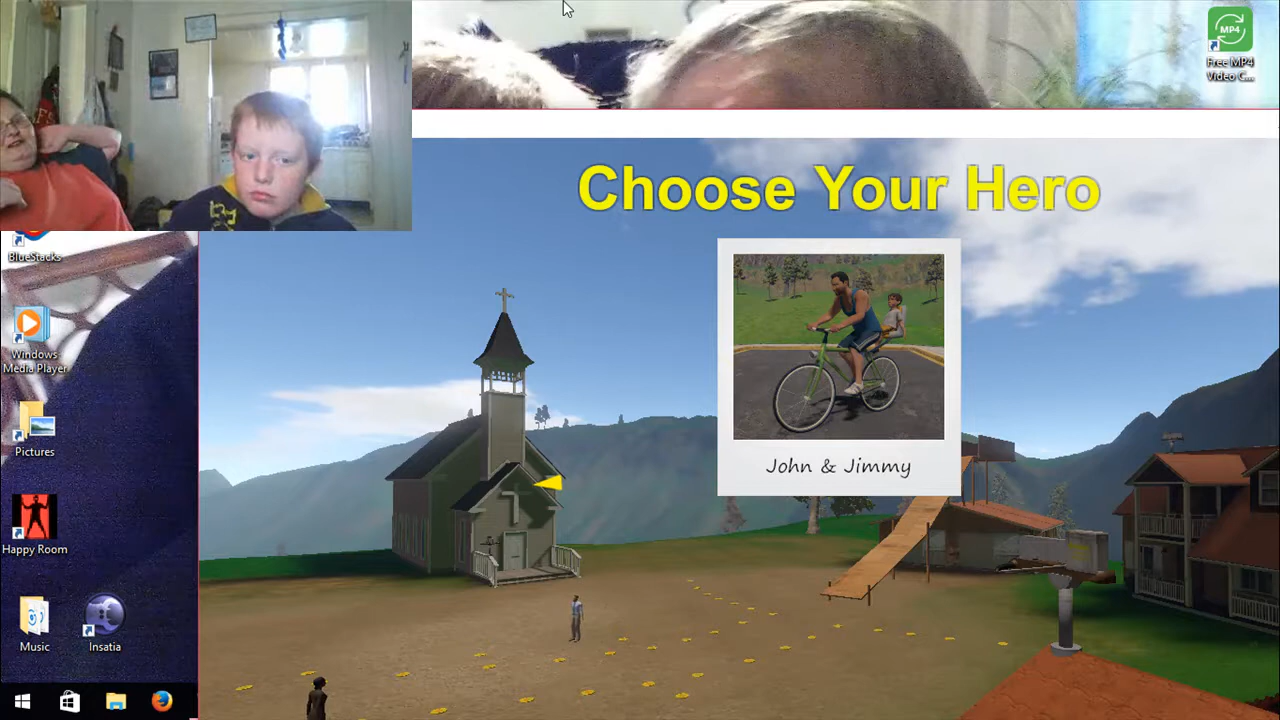 MP4
Free MP4
Video C...
Choose Your Hero
John & Jimmy
BlueStacks
Windows
Media Player
Pictures
Happy Room
Music
Insatia